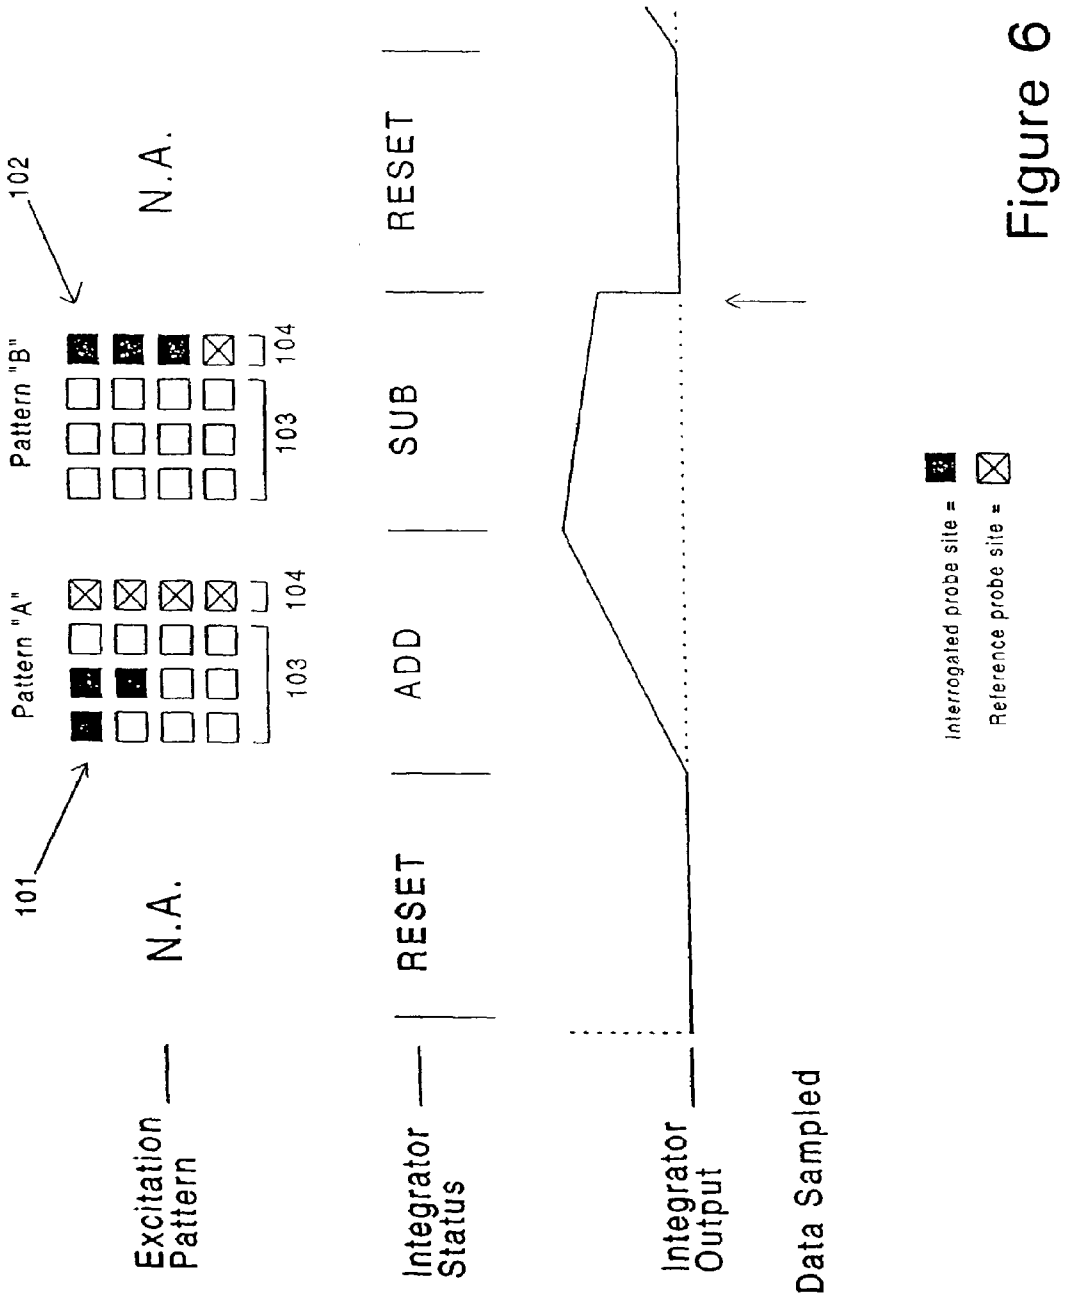 101
102
Pattern "A"
Pattern "B"
Excitation
Pattern
N.A.
N.A.
103
104
103
104
Integrator
Status
RESET
ADD
SUB
RESET
Integrator
Output
Data Sampled
Interrogated probe site =
Reference probe site =
Figure 6